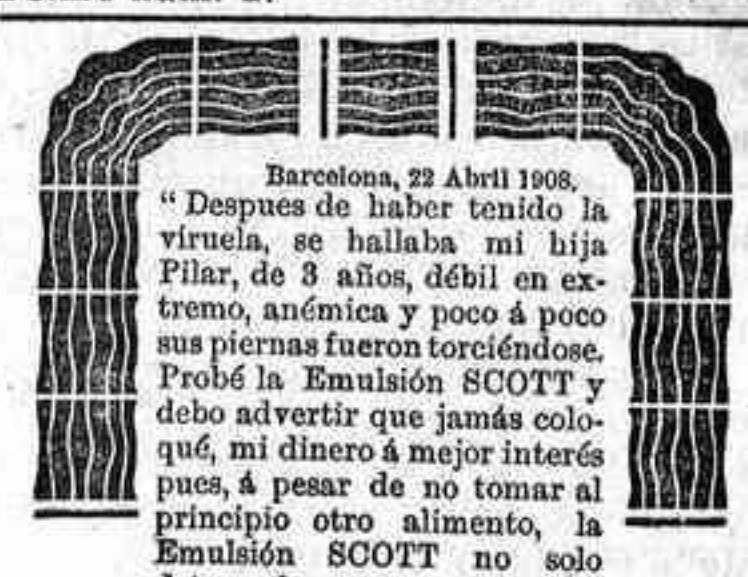 Barcelona, 22 Abril 1908.
“ Despues de haber tenido la
viruela, se hallaba mi hija
Pilar, de 3 años, débil en ex-
tremo, anémica y poco á poco
sus piernas fueron torciéndose.
Probé la Emulsión SCOTT y
debo advertir que jamás colo-
qué, mi dinero á mejor interés
pues, á pesar de no tomar al
principio otro alimento, la
Emulsión SCOTT no solo